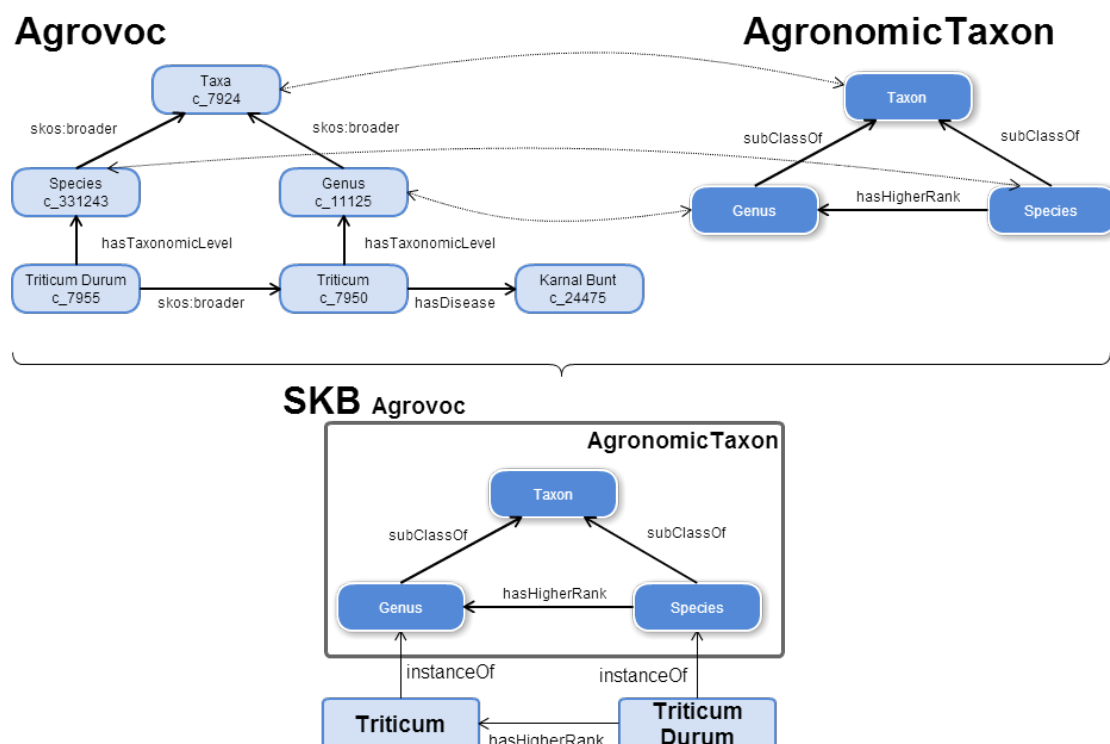 Agrovoc
AgronomicTaxon
Taxa
c_7924
Taxon
skos:broader
skos:broader
subClassOf
subClassOf
Species
c_331243
Genus
c_11125
Genus
hasHigherRank
Species
hasTaxonomicLevel
hasTaxonomicLevel
Triticum Durum
c_7955
skos:broader
Triticum
c_7950
hasDisease
Karnal Bunt
c_24475
SKB Agrovoc
AgronomicTaxon
Taxon
subClassOf
subClassOf
Genus
hasHigherRank
Species
instanceOf
instanceOf
Triticum
hasHigherRank
Triticum
Durum